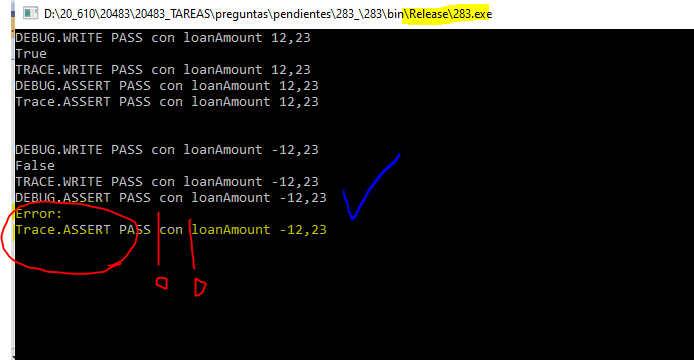 D:\20_610\20483\20483_TAREAS\preguntas\pendientes\283_\283\bin\Release\283.exe
DEBUG.WRITE PASS con loanAmount 12,23
True
TRACE.WRITE PASS con loanAmount 12,23
DEBUG.ASSERT PASS con loanAmount 12,23
Trace.ASSERT PASS con loanAmount 12,23
DEBUG.WRITE PASS con loanAmount -12,23
False
TRACE.WRITE PASS con loanAmount -12,23
DEBUG.ASSERT PASS con loanAmount -12,23
Error:
Trace.ASSERT PASS con loanAmount -12,23
!!